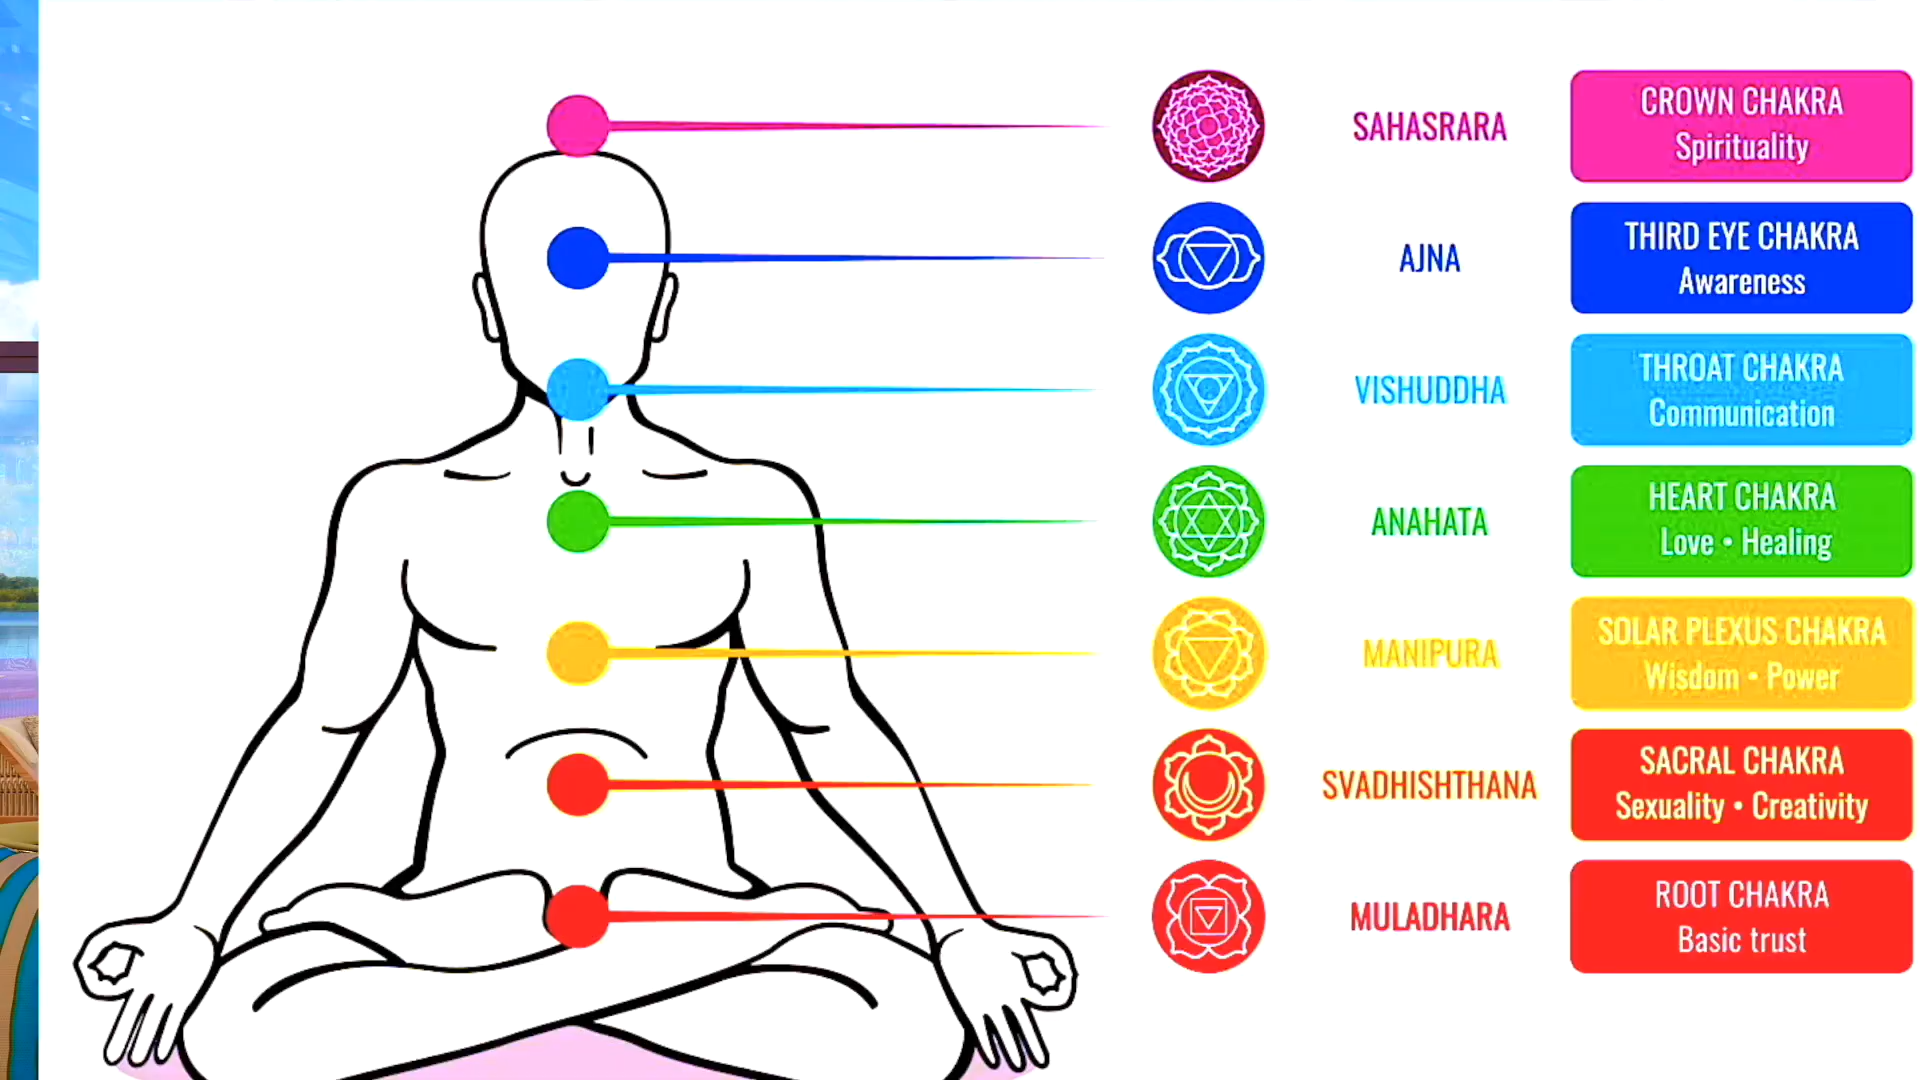 SAHASRARA
CROWN CHAKRA
Spirituality
AJNA
THIRD EYE CHAKRA
Awareness
VISHUDDHA
THROAT CHAKRA
Communication
ANAHATA
HEART CHAKRA
Love • Healing
MANIPURA
SOLAR PLEXUS CHAKRA
Wisdom • Power
SVADHISHTHANA
SACRAL CHAKRA
Sexuality • Creativity
MULADHARA
ROOT CHAKRA
Basic trust